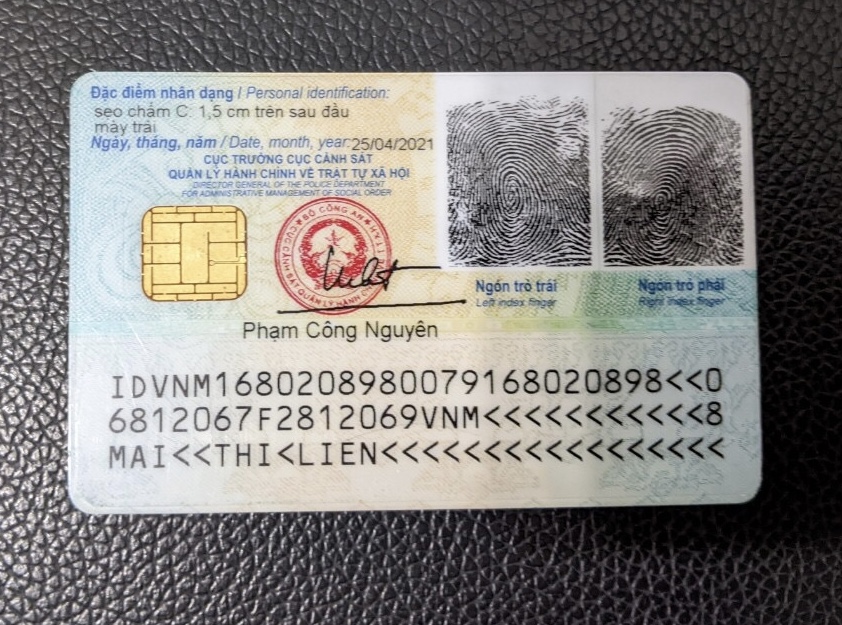 Đặc điểm nhân dạng / Personal identification:
sẹo chấm C: 1,5 cm trên sau đầu
mày trái
Ngày, tháng, năm / Date, month, year: 25/04/2021
CỤC TRƯỞNG CỤC CẢNH SÁT
QUẢN LÝ HÀNH CHÍNH VỀ TRẬT TỰ XÃ HỘI
DIRECTOR GENERAL OF THE POLICE DEPARTMENT
FOR ADMINISTRATIVE MANAGEMENT OF SOCIAL ORDER
BỘ CÔNG AN
CỤC CẢNH SÁT QUẢN LÝ HÀNH
Phạm Công Nguyên
Ngón trỏ trái
Left index finger
Ngón trỏ phải
Right index finger
IDVNM1680208980079168020898<<0
6812067F2812069VNM<<<<<<<<<<<8
MAI<<THI<LIEN<<<<<<<<<<<<<<<<<